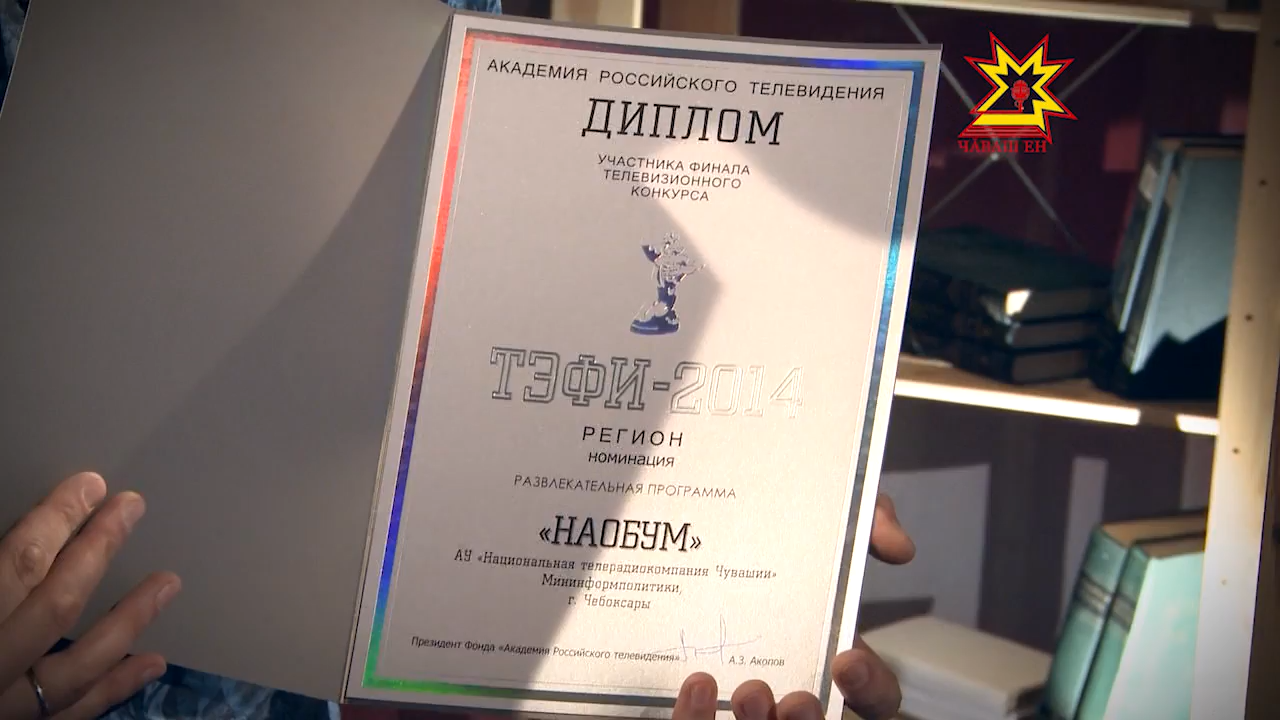 АКАДЕМИЯ РОССИЙСКОГО ТЕЛЕВИДЕНИЯ
ДИПЛОМ
УЧАСТНИКА ФИНАЛА
ТЕЛЕВИЗИОННОГО
КОНКУРСА
ТЭФИ-2014
РЕГИОН
номинация
РАЗВЛЕКАТЕЛЬНАЯ ПРОГРАММА
«НАОБУМ»
АУ «Национальная телерадиокомпания Чувашии»
Мининформполитики,
г. Чебоксары
Президент Фонда «Академия Российского телевидения»
А.З. Акопов
ЧӐВАШ ЕН